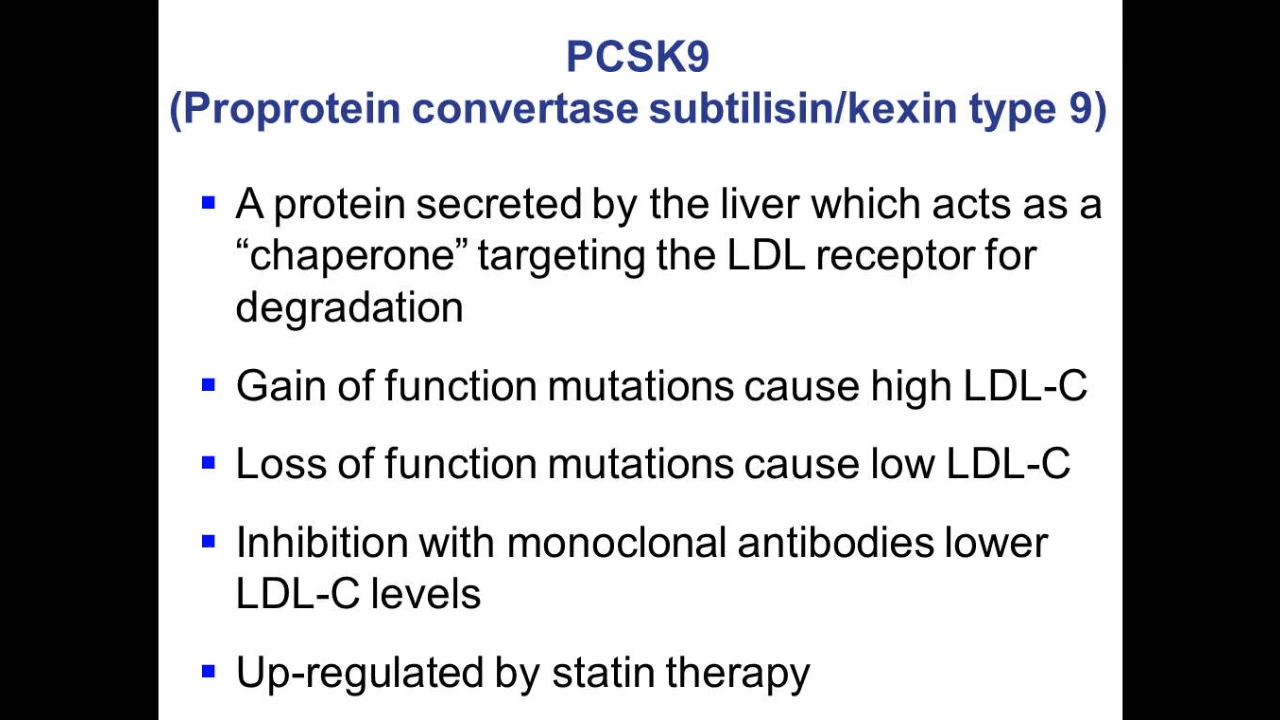 PCSK9
(Proprotein convertase subtilisin/kexin type 9)
▪ A protein secreted by the liver which acts as a
“chaperone” targeting the LDL receptor for
degradation
▪ Gain of function mutations cause high LDL-C
▪ Loss of function mutations cause low LDL-C
▪ Inhibition with monoclonal antibodies lower
LDL-C levels
▪ Up-regulated by statin therapy